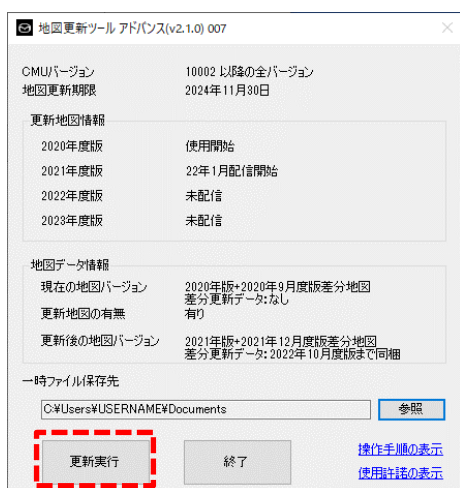 地図更新ツール アドバンス(v2.1.0) 007
CMUバージョン 10002 以降の全バージョン
地図更新期限 2024年11月30日
更新地図情報
2020年度版 使用開始
2021年度版 22年1月配信開始
2022年度版 未配信
2023年度版 未配信
地図データ情報
現在の地図バージョン 2020年版+2020年9月度版差分地図
差分更新データ:なし
更新地図の有無 有り
更新後の地図バージョン 2021年版+2021年12月度版差分地図
差分更新データ:2022年10月度版まで同梱
一時ファイル保存先
C:¥Users¥USERNAME¥Documents 参照
更新実行 終了 操作手順の表示
使用許諾の表示